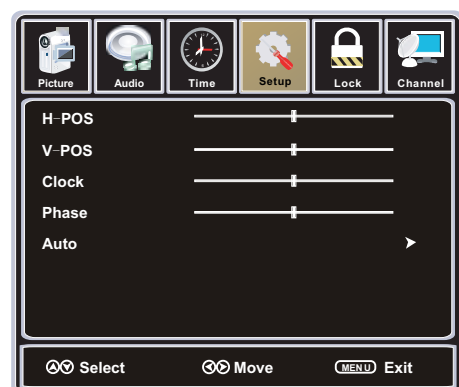 Picture Audio Time Setup Lock Channel
H-POS
V-POS
Clock
Phase
Auto
Select Move MENU Exit